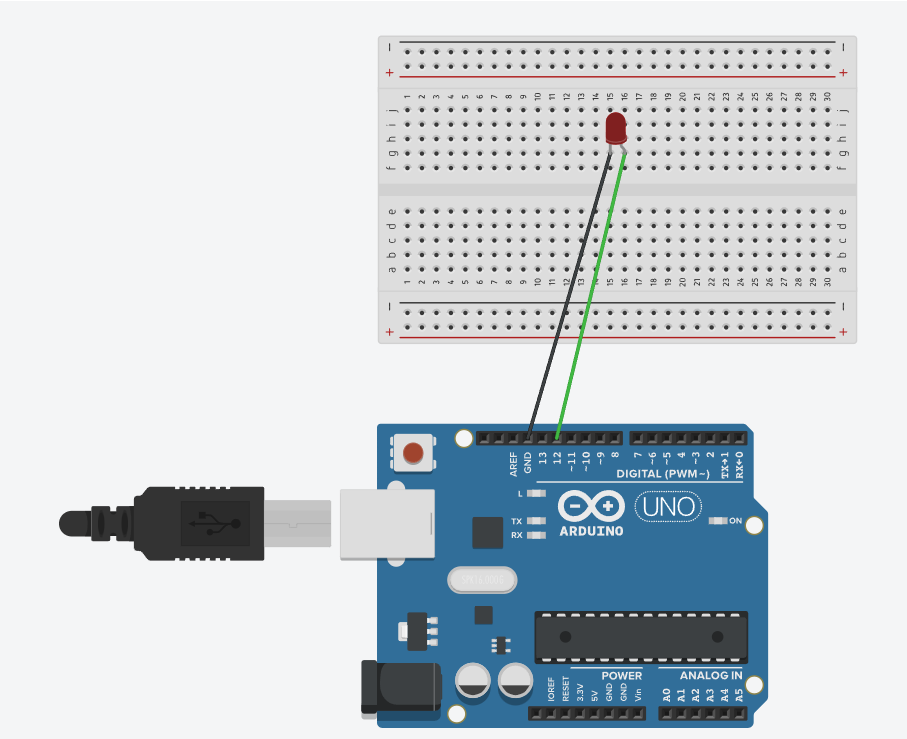 − −
+ +
1 2 3 4 5 6 7 8 9 10 11 12 13 14 15 16 17 18 19 20 21 22 23 24 25 26 27 28 29 30
j j
i i
h h
g g
f f
e e
d d
c c
b b
a a
1 2 3 4 5 6 7 8 9 10 11 12 13 14 15 16 17 18 19 20 21 22 23 24 25 26 27 28 29 30
− −
+ +
AREF GND 13 12 ~11 ~10 ~9 8 7 ~6 ~5 4 ~3 2 TX→1 RX←0
DIGITAL (PWM~)
L
TX
RX
ARDUINO
UNO
ON
POWER
ANALOG IN
IOREF RESET 3.3V 5V GND GND Vin A0 A1 A2 A3 A4 A5